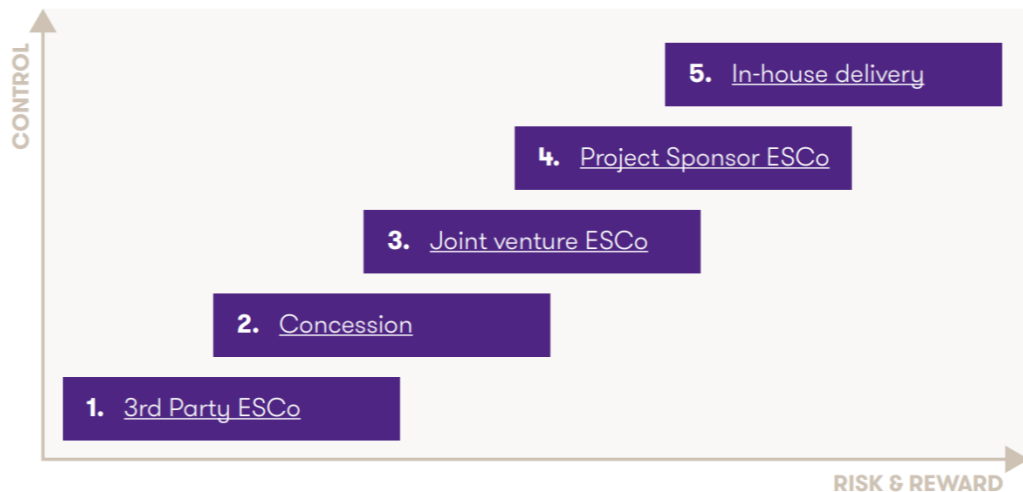 CONTROL
5. In-house delivery
4. Project Sponsor ESCo
3. Joint venture ESCo
2. Concession
1. 3rd Party ESCo
RISK & REWARD